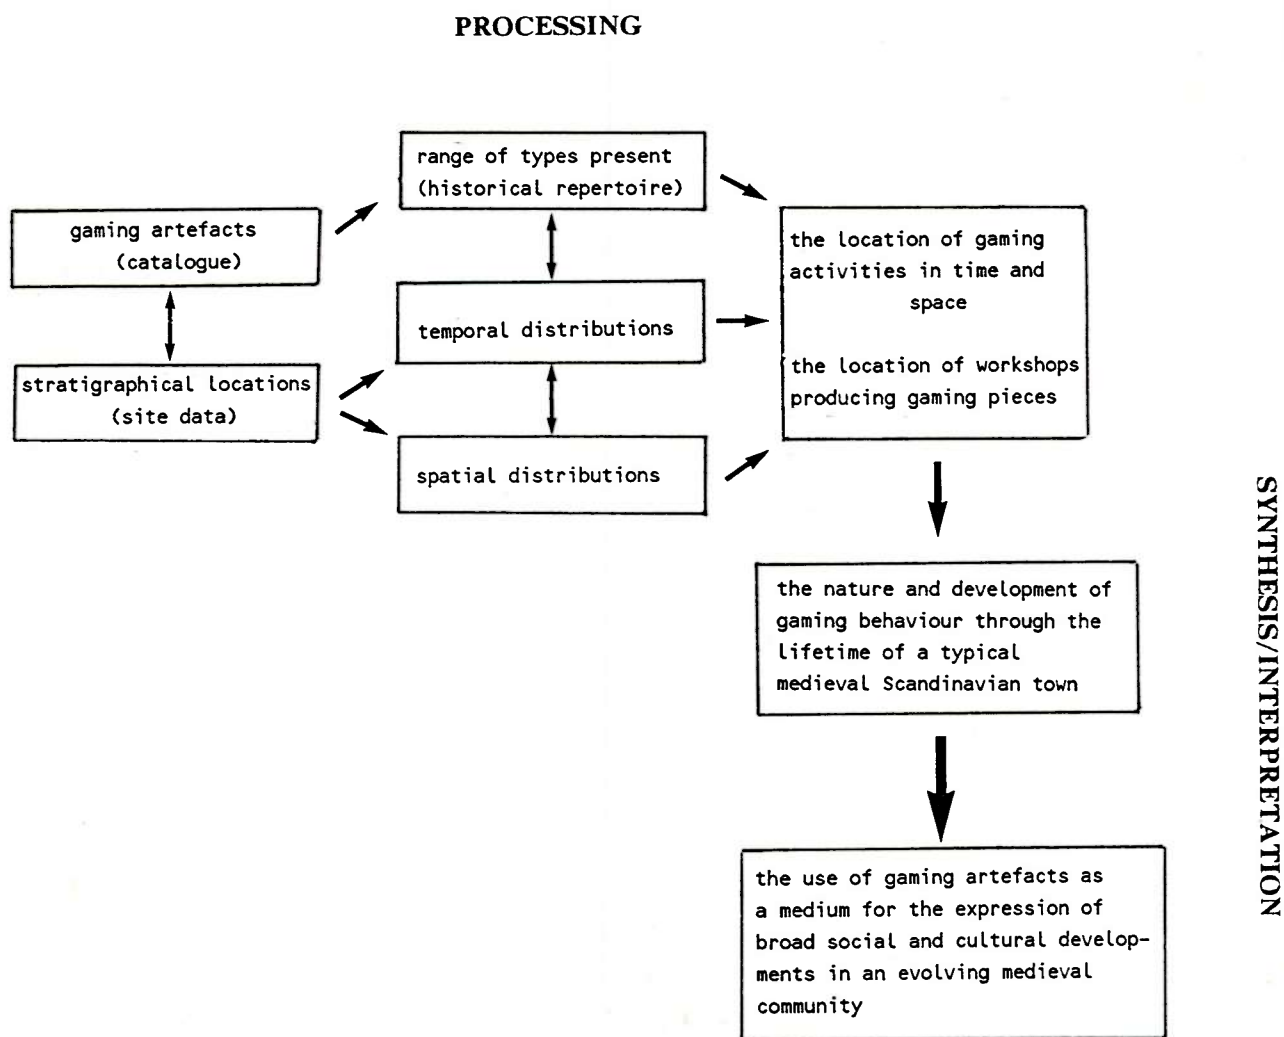 PROCESSING
gaming artefacts
(catalogue)
stratigraphical locations
(site data)
range of types present
(historical repertoire)
temporal distributions
spatial distributions
the location of gaming
activities in time and
space
the location of workshops
producing gaming pieces
the nature and development of
gaming behaviour through the
lifetime of a typical
medieval Scandinavian town
the use of gaming artefacts as
a medium for the expression of
broad social and cultural develop-
ments in an evolving medieval
community
SYNTHESIS/INTERPRETATION